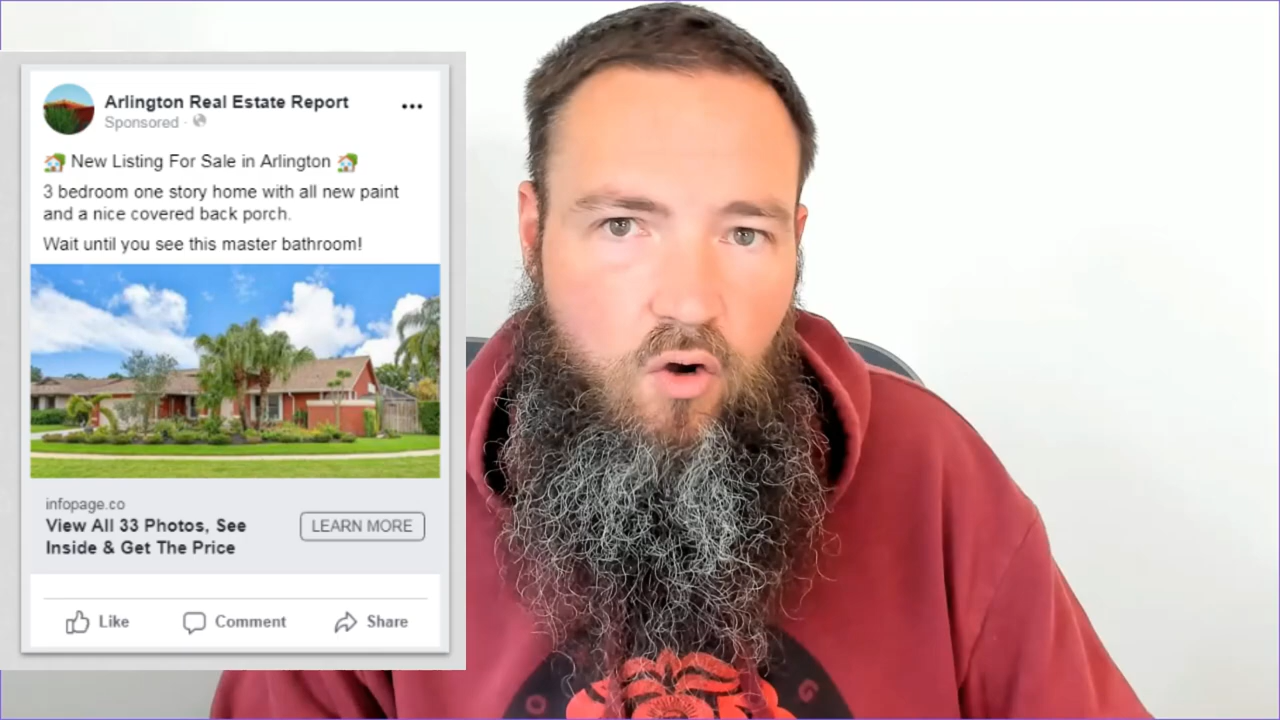 Arlington Real Estate Report
Sponsored ·
New Listing For Sale in Arlington
3 bedroom one story home with all new paint
and a nice covered back porch.
Wait until you see this master bathroom!
infopage.co
View All 33 Photos, See
Inside & Get The Price
LEARN MORE
Like
Comment
Share